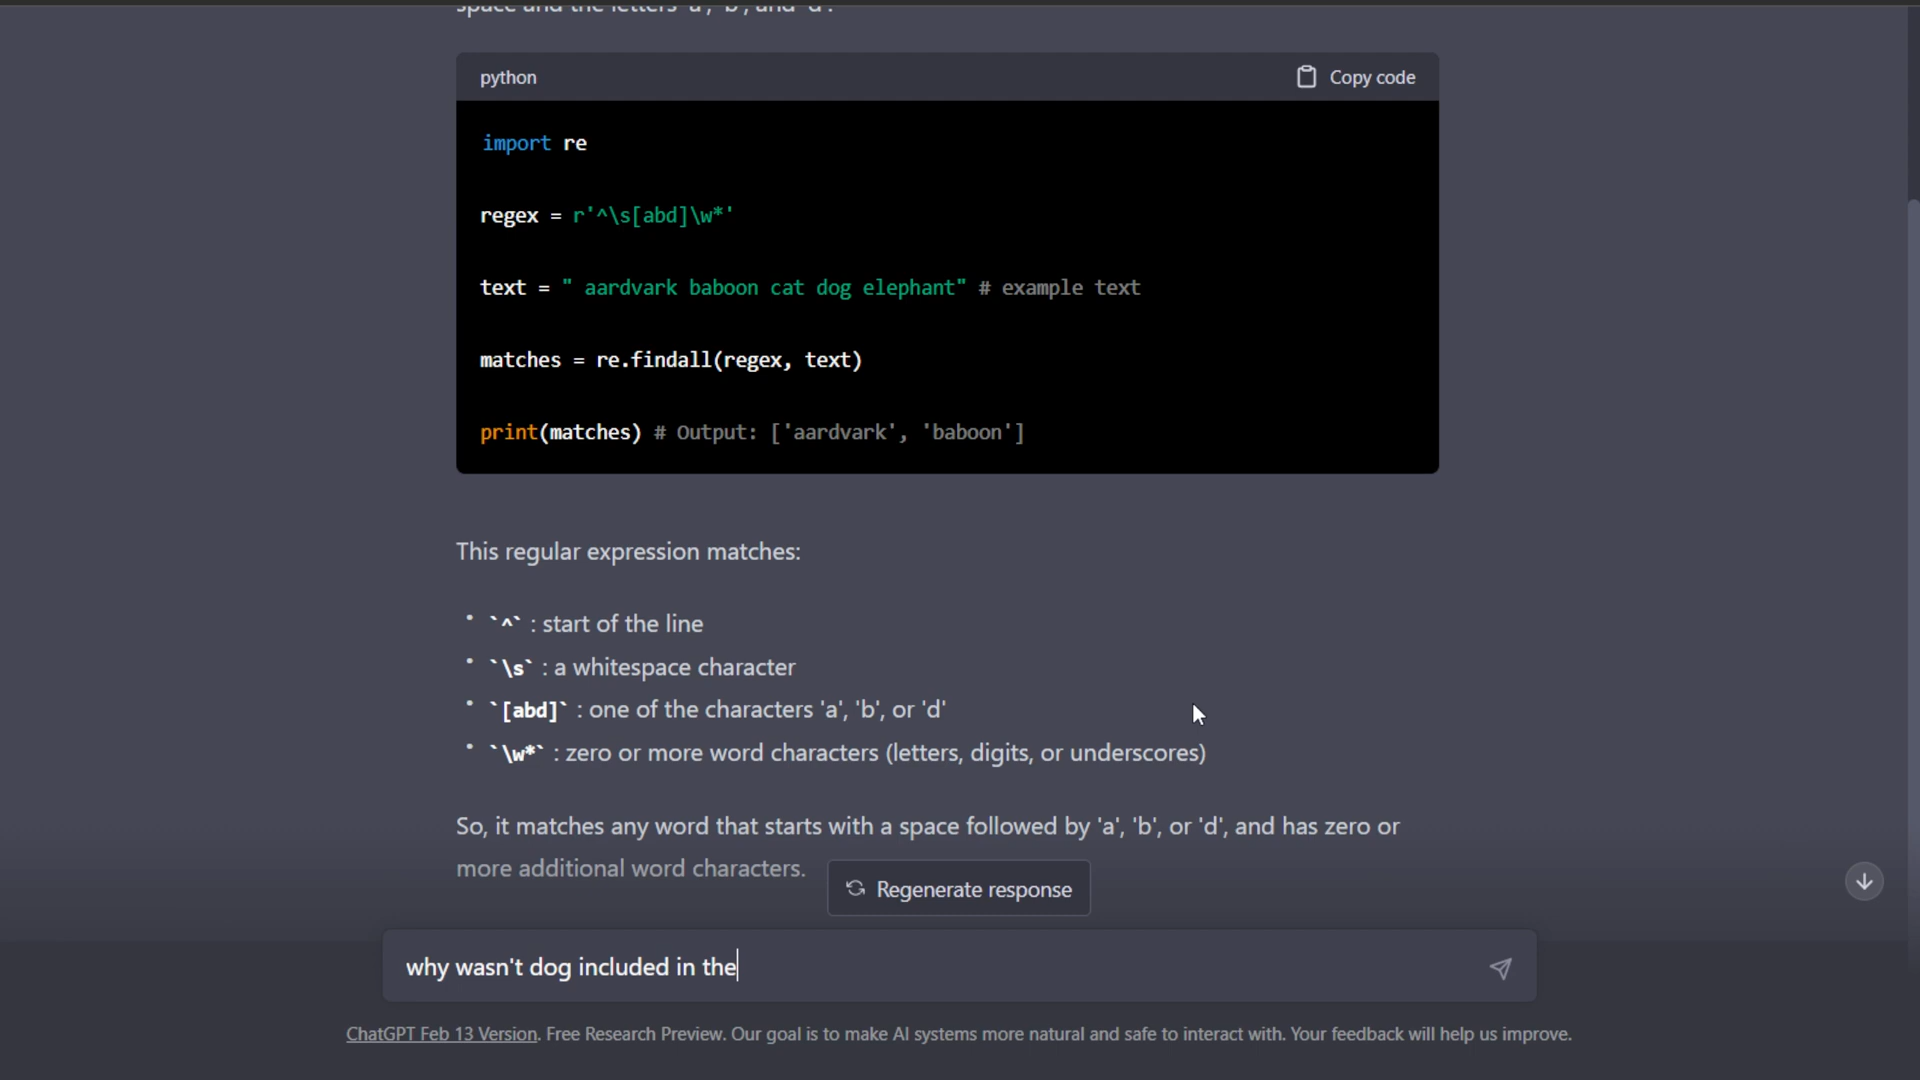 space and the letters 'a', 'b', and 'd'.
python
Copy code
import re
regex = r'^\s[abd]\w*'
text = " aardvark baboon cat dog elephant" # example text
matches = re.findall(regex, text)
print(matches) # Output: ['aardvark', 'baboon']
This regular expression matches:
• `^` : start of the line
• `\s` : a whitespace character
• `[abd]` : one of the characters 'a', 'b', or 'd'
• `\w*` : zero or more word characters (letters, digits, or underscores)
So, it matches any word that starts with a space followed by 'a', 'b', or 'd', and has zero or
more additional word characters.
Regenerate response
why wasn't dog included in the
ChatGPT Feb 13 Version. Free Research Preview. Our goal is to make AI systems more natural and safe to interact with. Your feedback will help us improve.